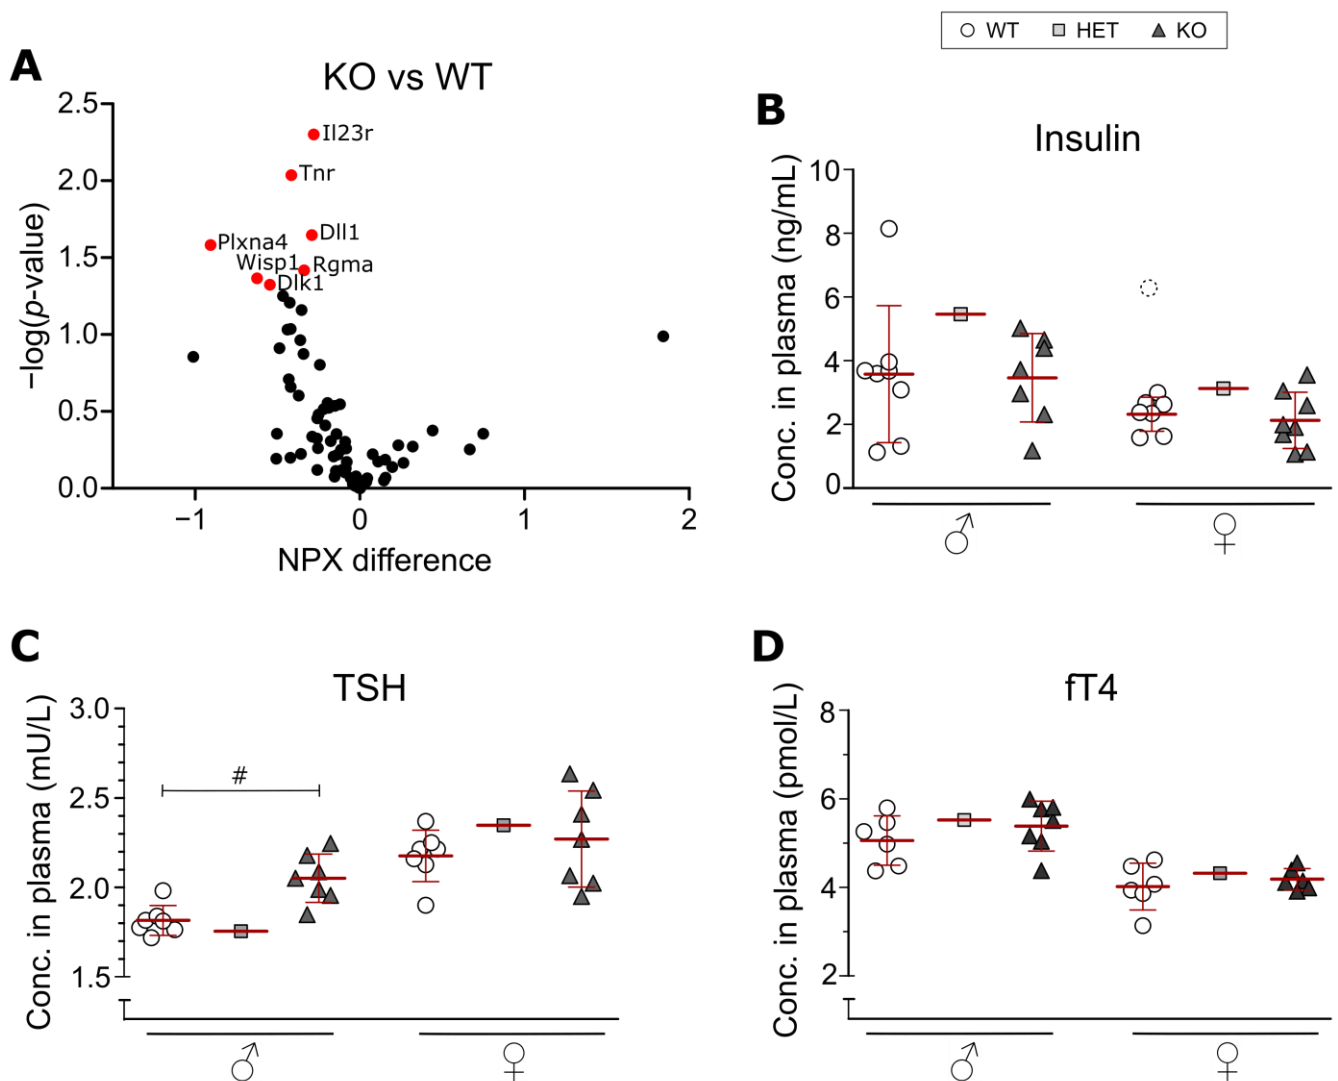 WT HET KO
A
KO vs WT
2.5
2.0
1.5
1.0
0.5
0.0
−log(p-value)
Il23r
Tnr
Dll1
Plxna4
Wisp1
Rgma
Dlk1
−1 0 1 2
NPX difference
B
Insulin
Conc. in plasma (ng/mL)
10
8
6
4
2
0
♂ ♀
C
TSH
Conc. in plasma (mU/L)
3.0
2.5
2.0
1.5
#
♂ ♀
D
fT4
Conc. in plasma (pmol/L)
8
6
4
2
♂ ♀